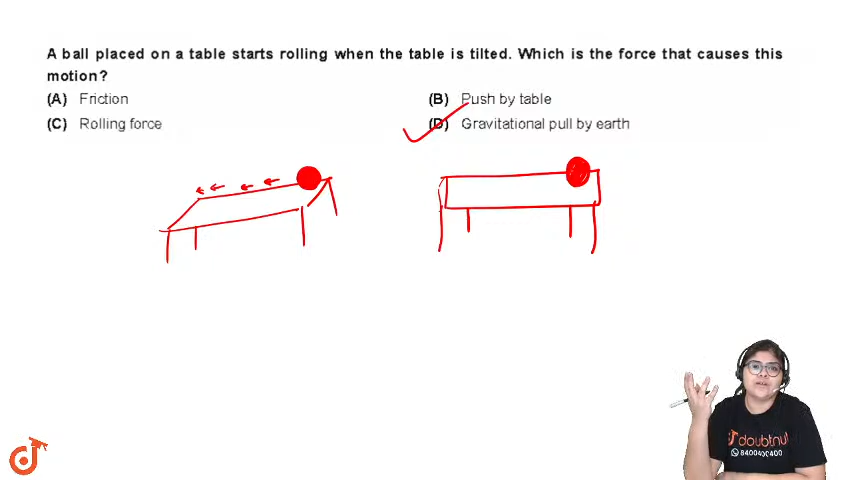 A ball placed on a table starts rolling when the table is tilted. Which is the force that causes this
motion?
(A) Friction
(B) Push by table
(C) Rolling force
(D) Gravitational pull by earth
doubtnut
8400400400